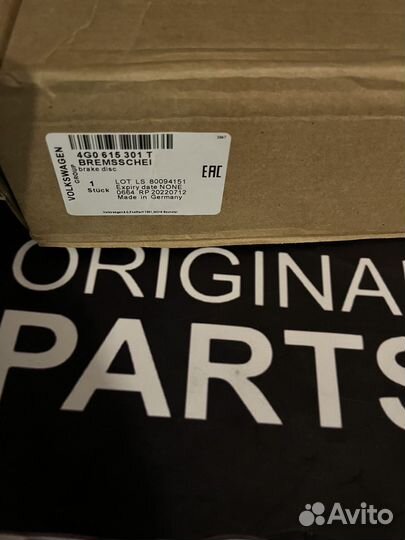 VOLKSWAGEN
GROUP
4G0 615 301 T
BREMSSCHEI
brake disc
1
Stück
LOT LS 80094151
Expiry date NONE
0664 RP 20220712
Made in Germany
EAC
ORIGINAL
PARTS
Avito